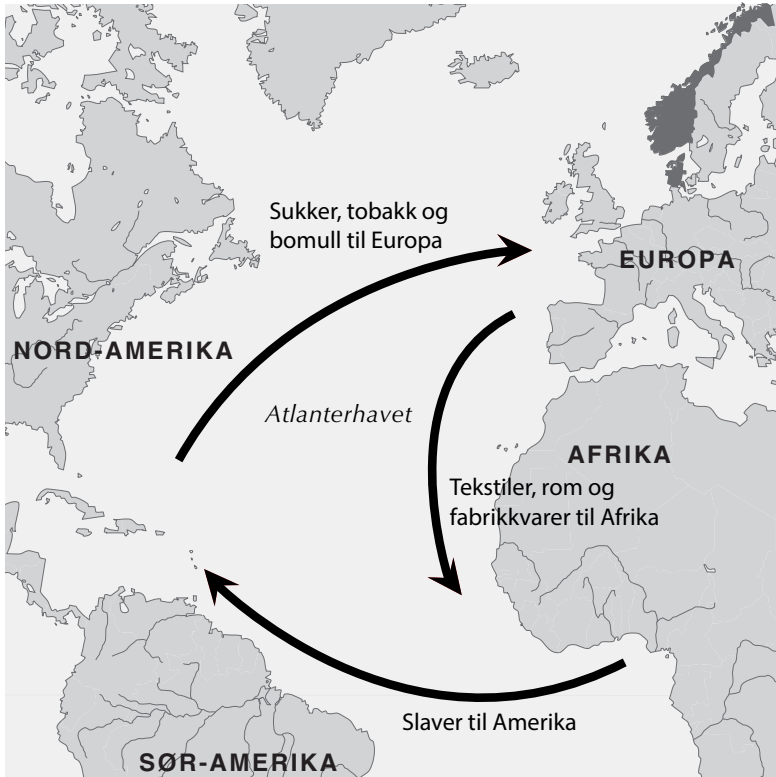 Sukker, tobakk og
bomull til Europa
EUROPA
NORD-AMERIKA
Atlanterhavet
AFRIKA
Tekstiler, rom og
fabrikkvarer til Afrika
Slaver til Amerika
SØR-AMERIKA